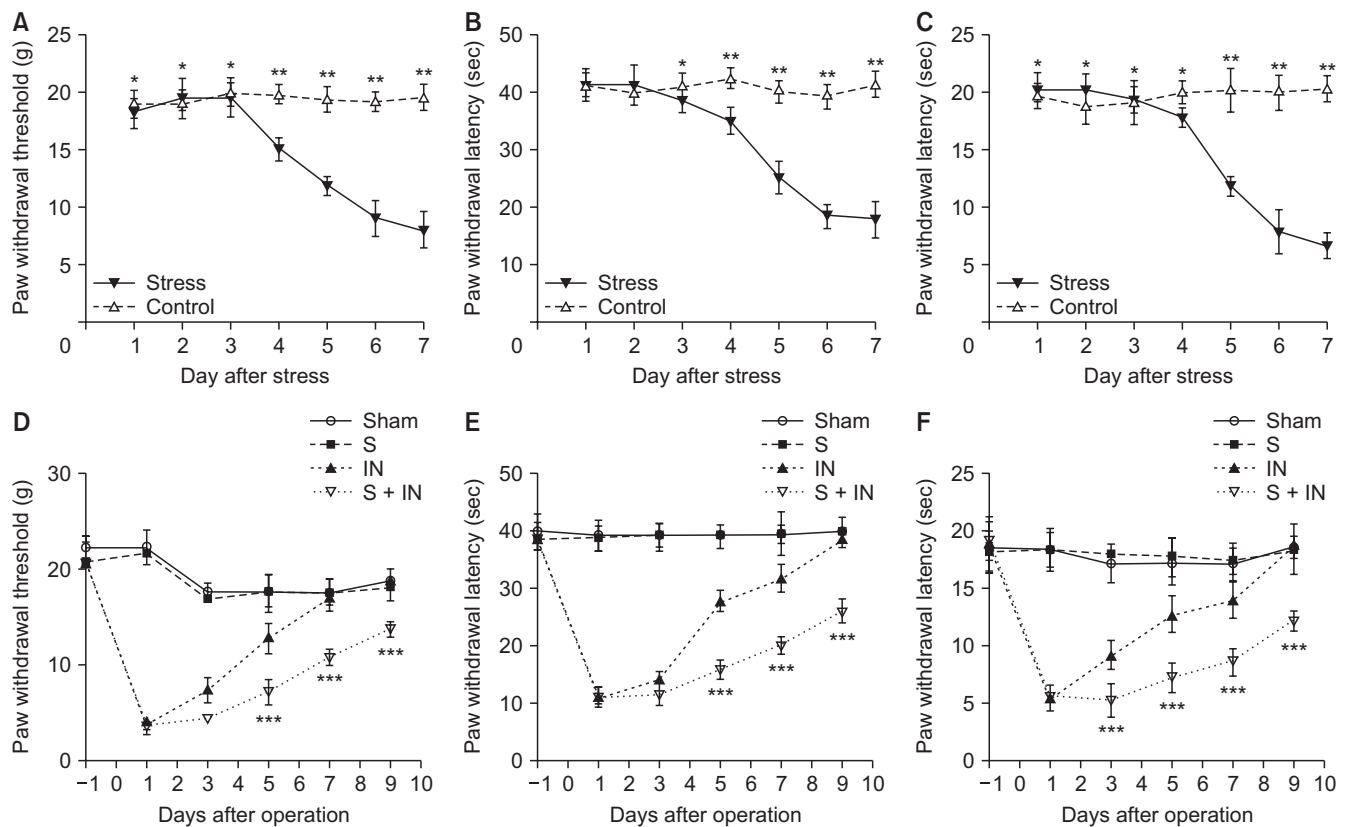 A
Paw withdrawal threshold (g)
25
20
15
10
5
0
* * * ** ** ** **
Stress
Control
1 2 3 4 5 6 7
Day after stress
B
Paw withdrawal latency (sec)
50
40
30
20
10
0
* ** ** ** **
Stress
Control
1 2 3 4 5 6 7
Day after stress
C
Paw withdrawal latency (sec)
25
20
15
10
5
0
* * * * ** ** **
Stress
Control
1 2 3 4 5 6 7
Day after stress
D
Sham
S
IN
S + IN
Paw withdrawal threshold (g)
30
20
10
0
*** *** ***
−1 0 1 2 3 4 5 6 7 8 9 10
Days after operation
E
Sham
S
IN
S + IN
Paw withdrawal latency (sec)
50
40
30
20
10
0
*** *** ***
−1 0 1 2 3 4 5 6 7 8 9 10
Days after operation
F
Sham
S
IN
S + IN
Paw withdrawal latency (sec)
25
20
15
10
5
0
*** *** *** ***
−1 0 1 2 3 4 5 6 7 8 9 10
Days after operation